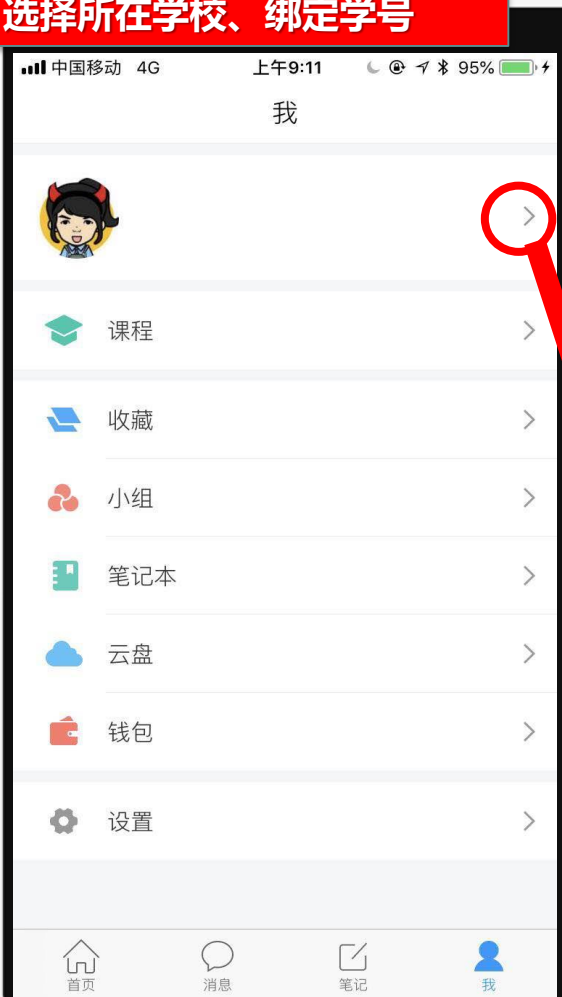 选择所在学校、绑定学号
中国移动 4G 上午9:11 95%
我
课程
收藏
小组
笔记本
云盘
钱包
设置
首页 消息 笔记 我